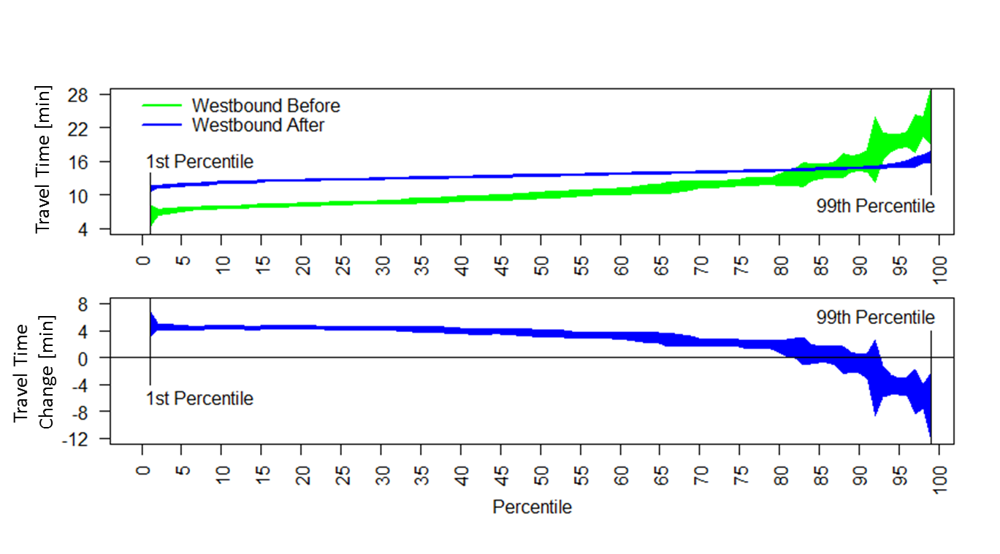 Travel Time [min]
28
22
16
10
4
Westbound Before
Westbound After
1st Percentile
99th Percentile
0 5 10 15 20 25 30 35 40 45 50 55 60 65 70 75 80 85 90 95 100
Travel Time
Change [min]
8
4
0
-4
-8
-12
99th Percentile
1st Percentile
0 5 10 15 20 25 30 35 40 45 50 55 60 65 70 75 80 85 90 95 100
Percentile